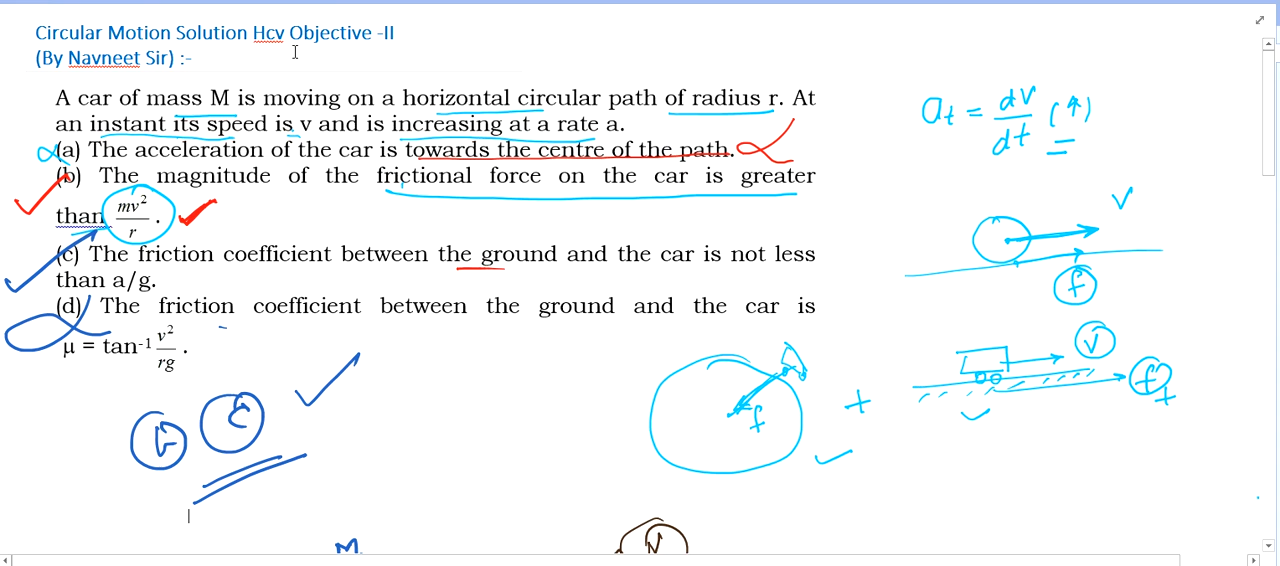 Circular Motion Solution Hcv Objective -II
(By Navneet Sir) :-
A car of mass M is moving on a horizontal circular path of radius r. At
an instant its speed is v and is increasing at a rate a.
(a) The acceleration of the car is towards the centre of the path.
(b) The magnitude of the frictional force on the car is greater
than mv²/r .
(c) The friction coefficient between the ground and the car is not less
than a/g.
(d) The friction coefficient between the ground and the car is
μ = tan-1 v²/rg .
at = dv/dt (↑)
v
f
v
ft
f
+
C
M
N